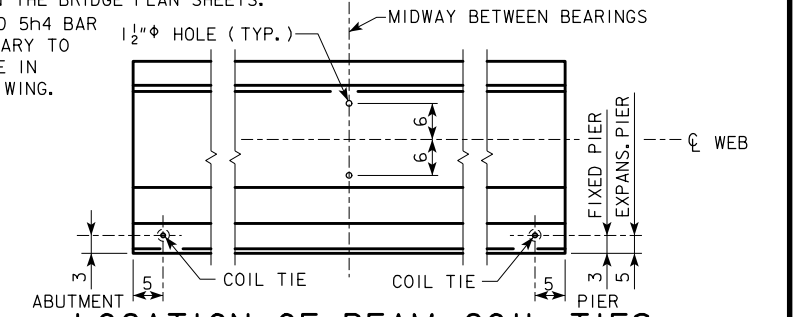 THE BRIDGE PLAN SHEETS.
5h4 BAR
ARY TO
E IN
WING.
MIDWAY BETWEEN BEARINGS
1 1/2"Φ HOLE (TYP.)
6
6
℄ WEB
FIXED PIER
EXPANS. PIER
3
5
COIL TIE
COIL TIE
5
3
5
ABUTMENT
PIER
LOCATION OF BEAM COIL TIES